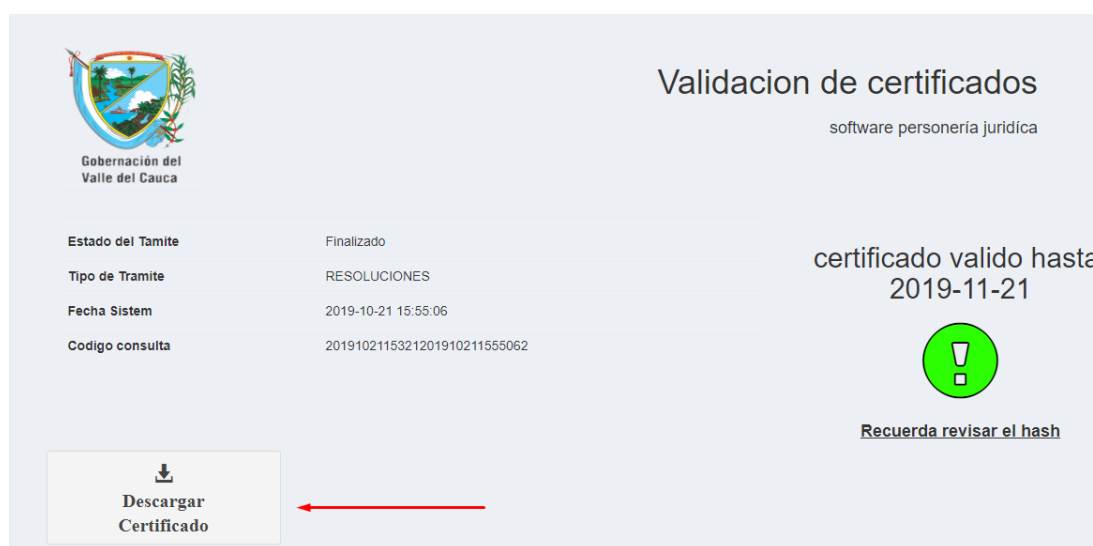 Validacion de certificados
software personería juridíca
Gobernación del
Valle del Cauca
Estado del Tamite Finalizado
Tipo de Tramite RESOLUCIONES
Fecha Sistem 2019-10-21 15:55:06
Codigo consulta 2019102115321201910211555062
certificado valido hasta
2019-11-21
Recuerda revisar el hash
Descargar
Certificado